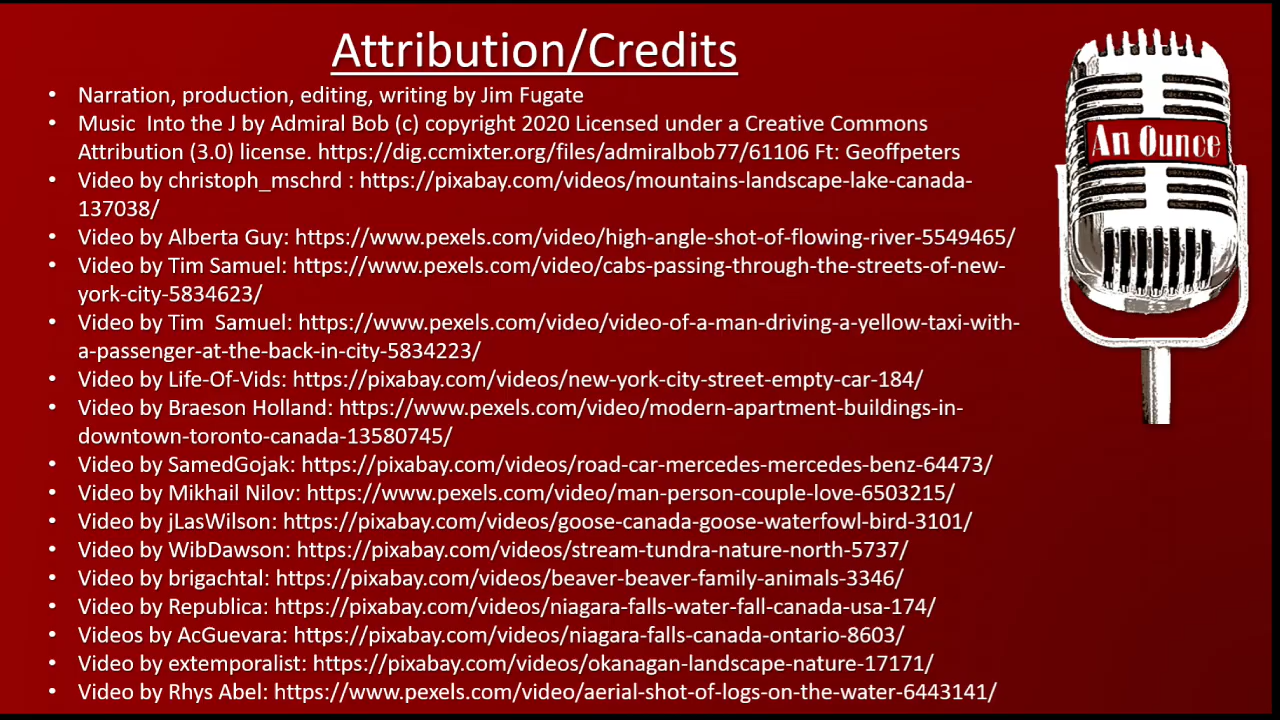 Attribution/Credits
• Narration, production, editing, writing by Jim Fugate
• Music  Into the J by Admiral Bob (c) copyright 2020 Licensed under a Creative Commons
Attribution (3.0) license. https://dig.ccmixter.org/files/admiralbob77/61106 Ft: Geoffpeters
• Video by christoph_mschrd : https://pixabay.com/videos/mountains-landscape-lake-canada-
137038/
• Video by Alberta Guy: https://www.pexels.com/video/high-angle-shot-of-flowing-river-5549465/
• Video by Tim Samuel: https://www.pexels.com/video/cabs-passing-through-the-streets-of-new-
york-city-5834623/
• Video by Tim  Samuel: https://www.pexels.com/video/video-of-a-man-driving-a-yellow-taxi-with-
a-passenger-at-the-back-in-city-5834223/
• Video by Life-Of-Vids: https://pixabay.com/videos/new-york-city-street-empty-car-184/
• Video by Braeson Holland: https://www.pexels.com/video/modern-apartment-buildings-in-
downtown-toronto-canada-13580745/
• Video by SamedGojak: https://pixabay.com/videos/road-car-mercedes-mercedes-benz-64473/
• Video by Mikhail Nilov: https://www.pexels.com/video/man-person-couple-love-6503215/
• Video by jLasWilson: https://pixabay.com/videos/goose-canada-goose-waterfowl-bird-3101/
• Video by WibDawson: https://pixabay.com/videos/stream-tundra-nature-north-5737/
• Video by brigachtal: https://pixabay.com/videos/beaver-beaver-family-animals-3346/
• Video by Republica: https://pixabay.com/videos/niagara-falls-water-fall-canada-usa-174/
• Videos by AcGuevara: https://pixabay.com/videos/niagara-falls-canada-ontario-8603/
• Video by extemporalist: https://pixabay.com/videos/okanagan-landscape-nature-17171/
• Video by Rhys Abel: https://www.pexels.com/video/aerial-shot-of-logs-on-the-water-6443141/
An Ounce